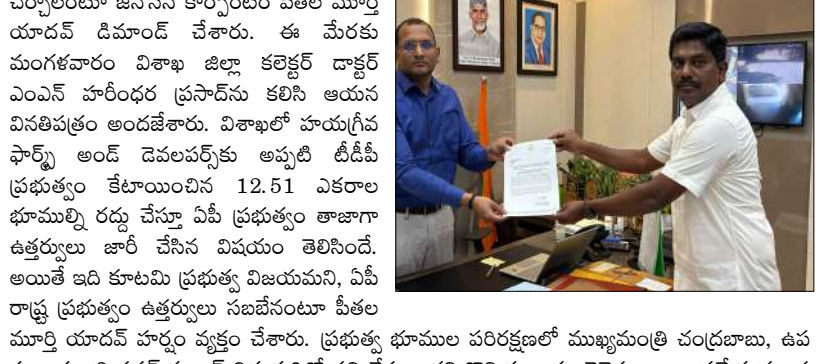 చర్చాలంటూ జనసేన కార్పొరేటర్ పీతల మూర్తి
యాదవ్ డిమాండ్ చేశారు. ఈ మేరకు
మంగళవారం విశాఖ జిల్లా కలెక్టర్ డాక్టర్
ఎంఎన్ హరీంధర ప్రసాద్‌ను కలిసి ఆయన
వినతిపత్రం అందజేశారు. విశాఖలో హయగ్రీవ
ఫార్మ్స్ అండ్ డెవలపర్స్‌కు అప్పటి టీడీపీ
ప్రభుత్వం కేటాయించిన 12.51 ఎకరాల
భూముల్ని రద్దు చేస్తూ ఏపీ ప్రభుత్వం తాజాగా
ఉత్తర్వులు జారీ చేసిన విషయం తెలిసిందే.
అయితే ఇది కూటమి ప్రభుత్వ విజయమని, ఏపీ
రాష్ట్ర ప్రభుత్వం ఉత్తర్వులు సబబేనంటూ పీతల
మూర్తి యాదవ్ హర్షం వ్యక్తం చేశారు. ప్రభుత్వ భూముల పరిరక్షణలో ముఖ్యమంత్రి చంద్రబాబు, ఉప